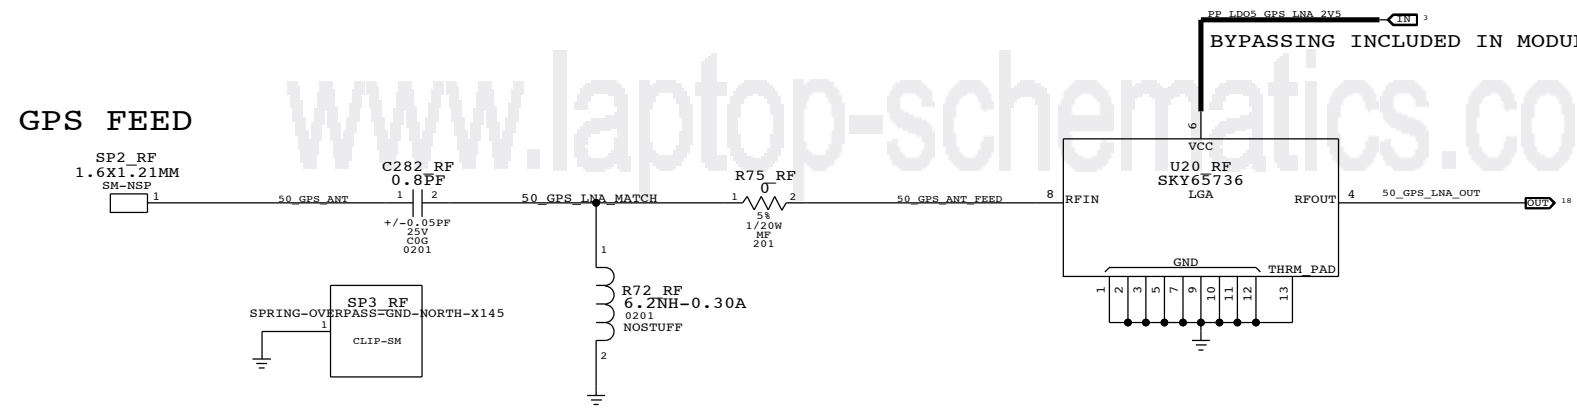 PP_LDO5_GPS_LNA_2V5
IN 3
BYPASSING INCLUDED IN MODU
www.laptop-schematics.co
GPS FEED
SP2_RF
1.6X1.21MM
SM-NSP
1
50_GPS_ANT
C282_RF
0.8PF
1 2
+/-0.05PF
25V
C0G
0201
50_GPS_LNA_MATCH
R75_RF
0
1 2
5%
1/20W
MF
201
50_GPS_ANT_FEED
8
RFIN
6
VCC
U20_RF
SKY65736
LGA
RFOUT
4
50_GPS_LNA_OUT
OUT 18
GND
THRM_PAD
1 2 3 5 7 9 10 11 12 13
1
R72_RF
6.2NH-0.30A
0201
NOSTUFF
2
SP3_RF
SPRING-OVERPASS-GND-NORTH-X145
1
CLIP-SM